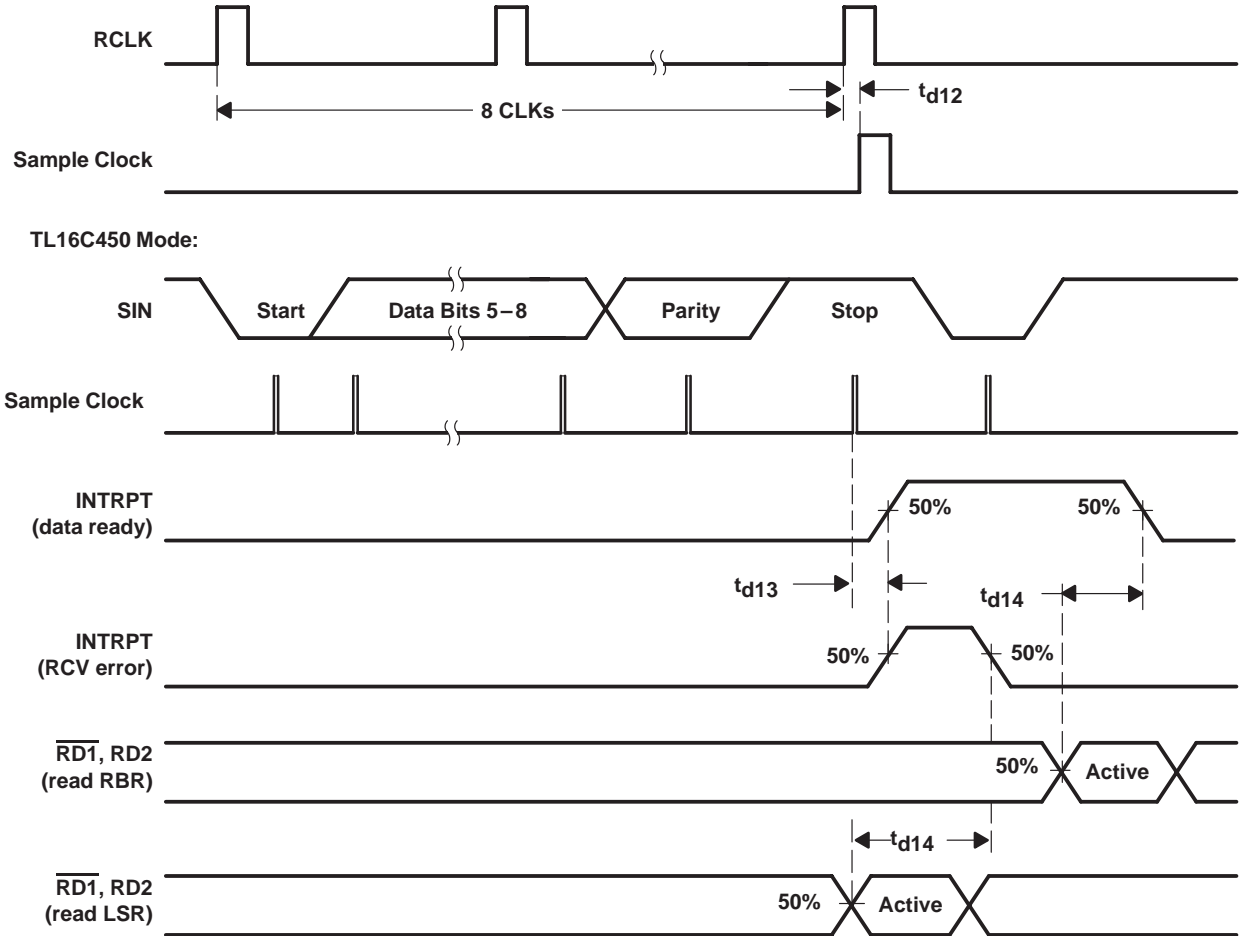 RCLK
td12
8 CLKs
Sample Clock
TL16C450 Mode:
SIN
Start
Data Bits 5–8
Parity
Stop
Sample Clock
INTRPT
(data ready)
50%
50%
td13
td14
INTRPT
(RCV error)
50%
50%
RD1, RD2
(read RBR)
50%
Active
td14
RD1, RD2
(read LSR)
50%
Active